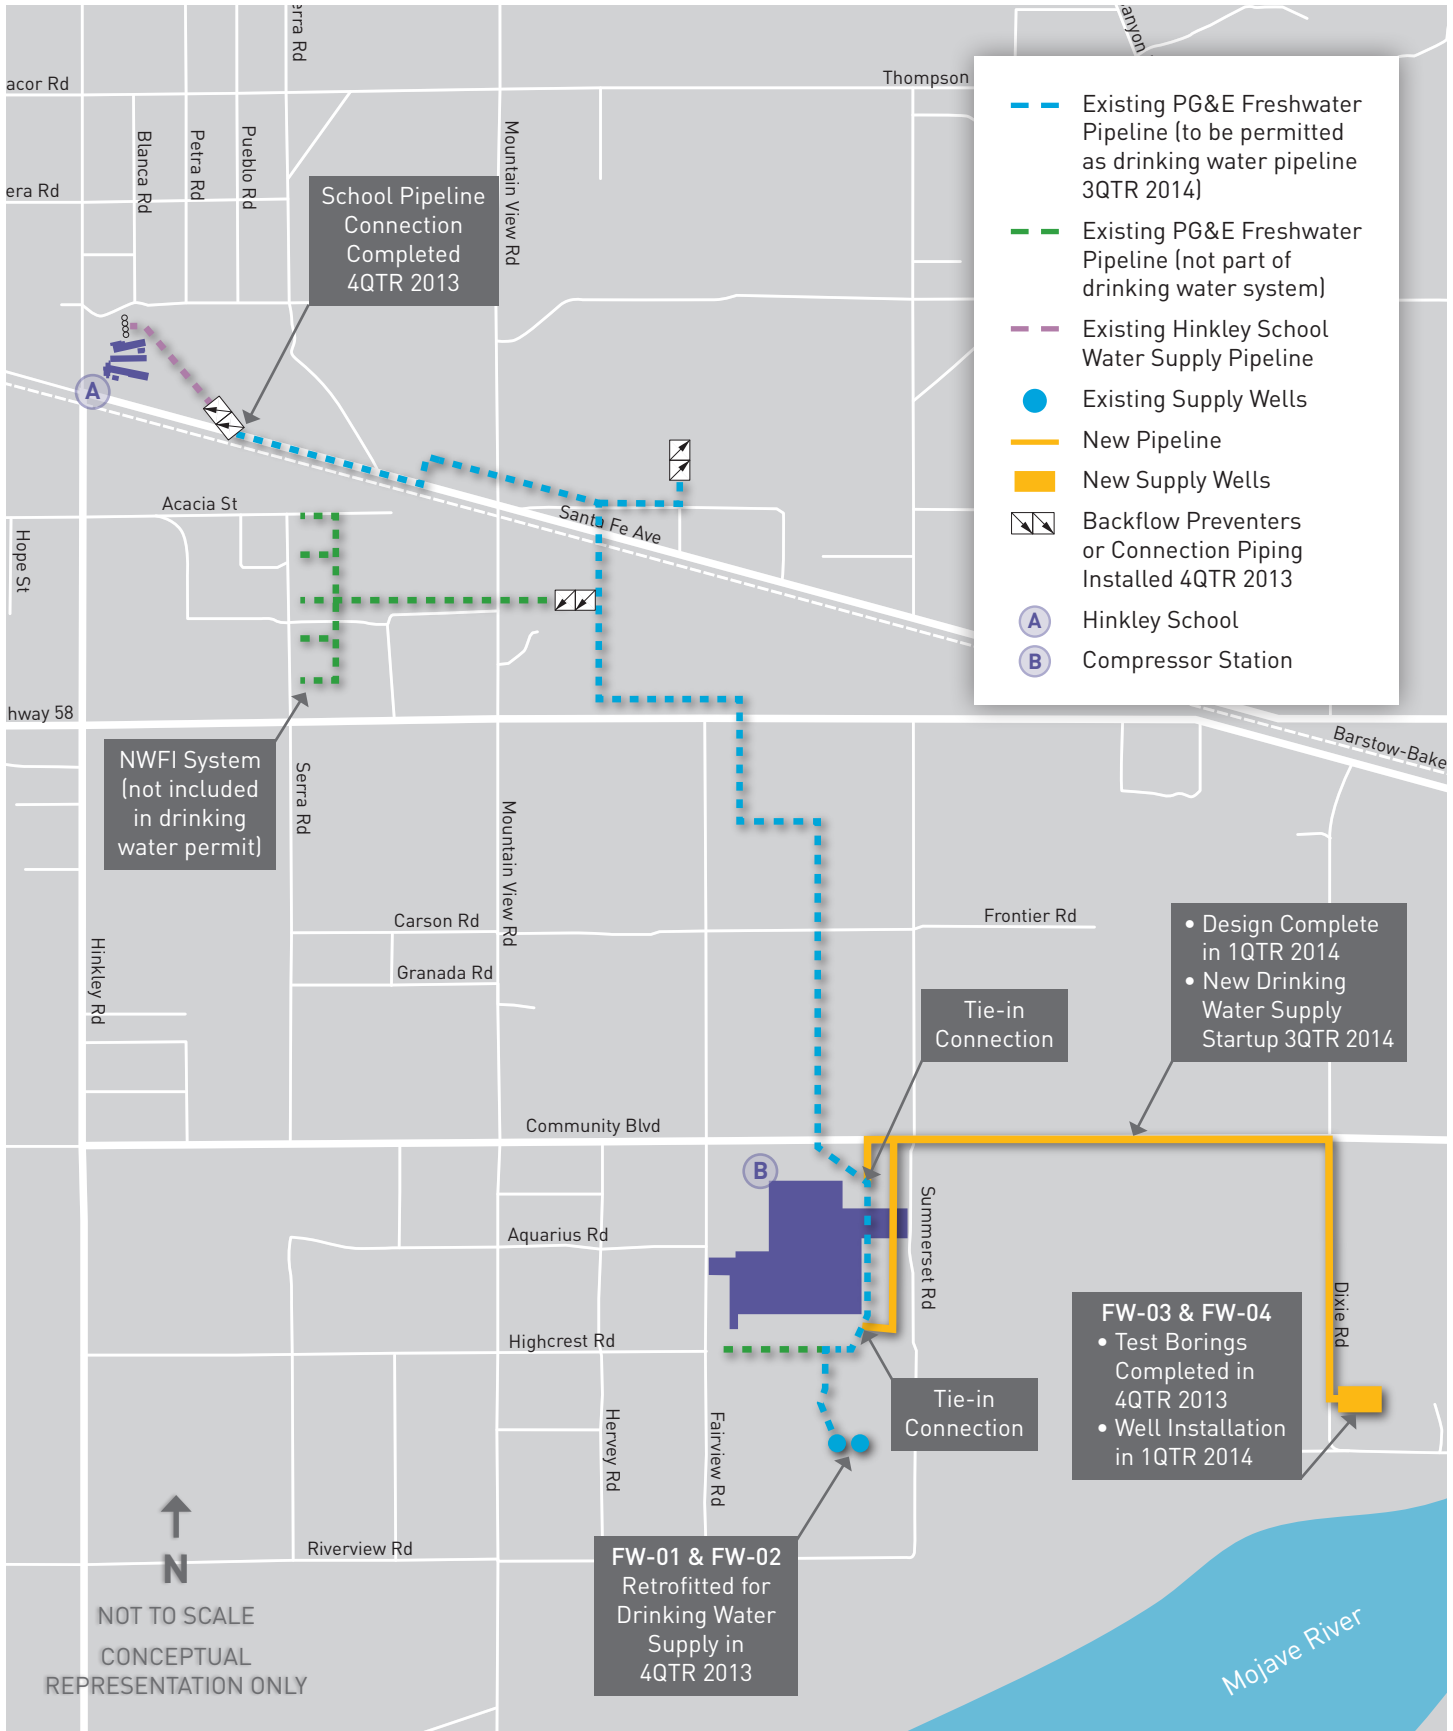 erra Rd
anyon
acor Rd
Thompson
Blanca Rd
Petra Rd
Pueblo Rd
Mountain View Rd
era Rd
School Pipeline
Connection
Completed
4QTR 2013
Existing PG&E Freshwater
Pipeline (to be permitted
as drinking water pipeline
3QTR 2014)
Existing PG&E Freshwater
Pipeline (not part of
drinking water system)
Existing Hinkley School
Water Supply Pipeline
Existing Supply Wells
New Pipeline
New Supply Wells
Backflow Preventers
or Connection Piping
Installed 4QTR 2013
A
Hinkley School
B
Compressor Station
A
Acacia St
Santa Fe Ave
Hope St
hway 58
Barstow-Bake
NWFI System
(not included
in drinking
water permit)
Serra Rd
Mountain View Rd
Carson Rd
Frontier Rd
Granada Rd
Hinkley Rd
• Design Complete
in 1QTR 2014
• New Drinking
Water Supply
Startup 3QTR 2014
Tie-in
Connection
Community Blvd
B
Summerset Rd
Aquarius Rd
Dixie Rd
FW-03 & FW-04
• Test Borings
Completed in
4QTR 2013
• Well Installation
in 1QTR 2014
Highcrest Rd
Tie-in
Connection
Hervey Rd
Fairview Rd
Riverview Rd
FW-01 & FW-02
Retrofitted for
Drinking Water
Supply in
4QTR 2013
N
NOT TO SCALE
CONCEPTUAL
REPRESENTATION ONLY
Mojave River